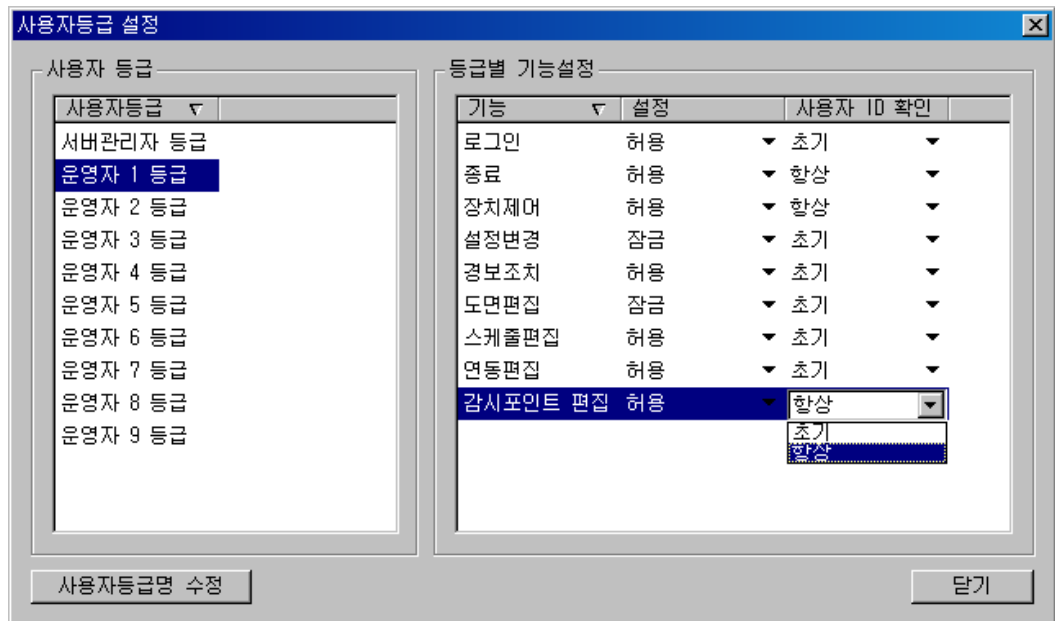 사용자등급 설정
사용자 등급
사용자등급
서버관리자 등급
운영자 1 등급
운영자 2 등급
운영자 3 등급
운영자 4 등급
운영자 5 등급
운영자 6 등급
운영자 7 등급
운영자 8 등급
운영자 9 등급
등급별 기능설정
기능 설정 사용자 ID 확인
로그인 허용 초기
종료 허용 항상
장치제어 허용 항상
설정변경 잠금 초기
경보조치 허용 초기
도면편집 잠금 초기
스케줄편집 허용 초기
연동편집 허용 초기
감시포인트 편집 허용 항상
초기
항상
사용자등급명 수정
닫기